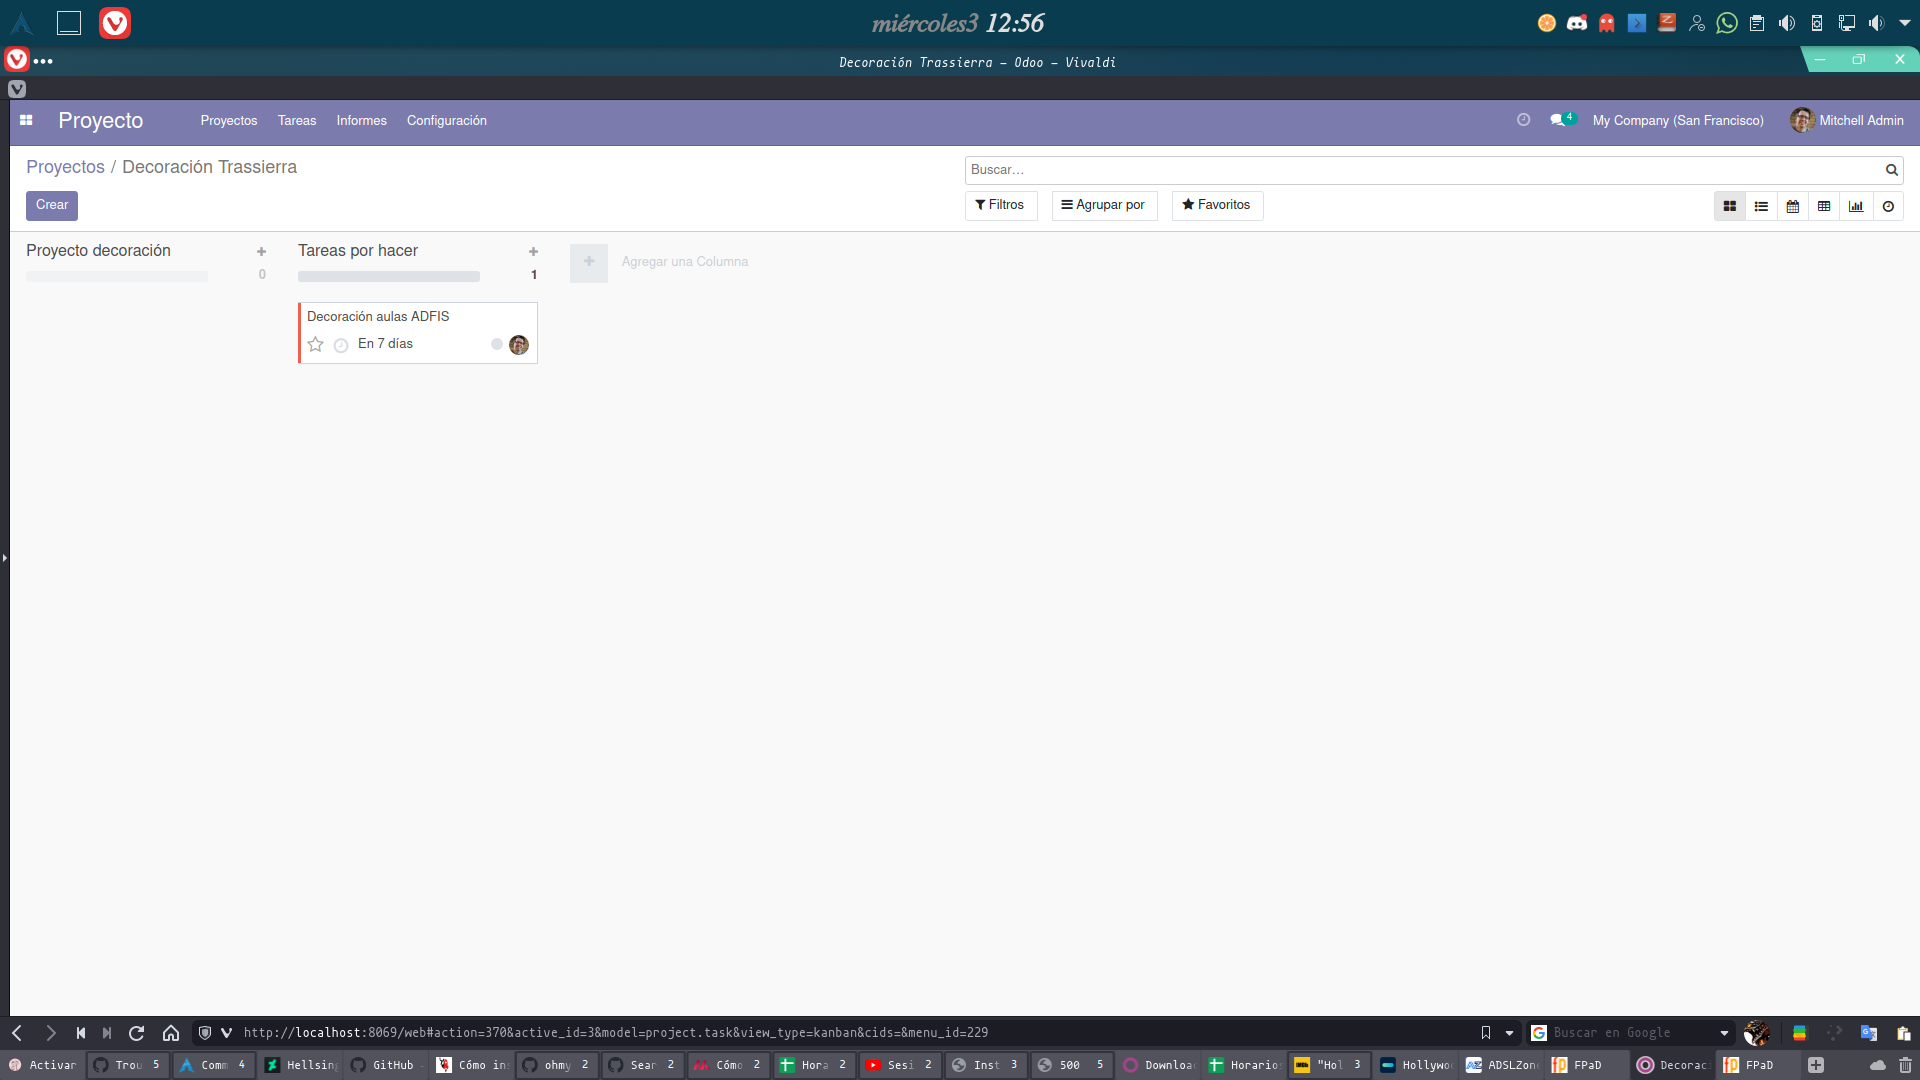 miércoles3 12:56
Decoración Trassierra – Odoo – Vivaldi
Proyecto Proyectos Tareas Informes Configuración 4 My Company (San Francisco) Mitchell Admin
Proyectos / Decoración Trassierra
Buscar...
Crear
Filtros Agrupar por Favoritos
Proyecto decoración
0
Tareas por hacer
1
Agregar una Columna
Decoración aulas ADFIS
En 7 días
http://localhost:8069/web#action=370&active_id=3&model=project.task&view_type=kanban&cids=&menu_id=229
Buscar en Google
Activar Trou 5 Comm 4 Hellsing GitHub Cómo ins ohmy 2 Sear 2 Cómo 2 Hora 2 Sesi 2 Inst 3 500 5 Downloa Horarios "Hol 3 Hollywo ADSLZon FPaD Decorac FPaD